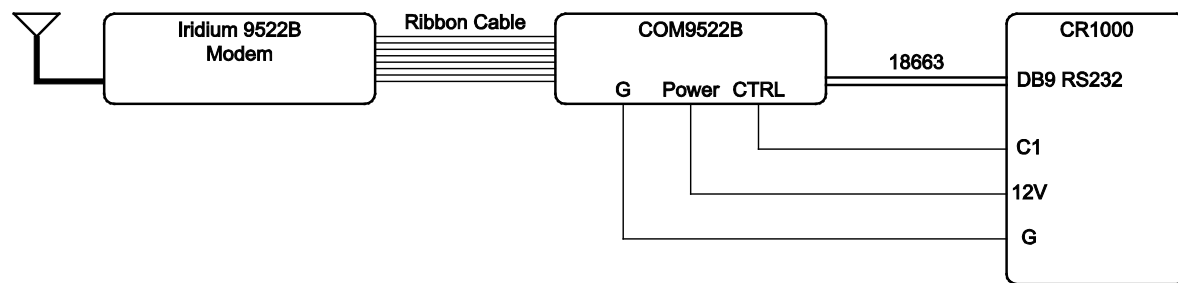 Iridium 9522B
Modem
Ribbon Cable
COM9522B
G Power CTRL
18663
CR1000
DB9 RS232
C1
12V
G